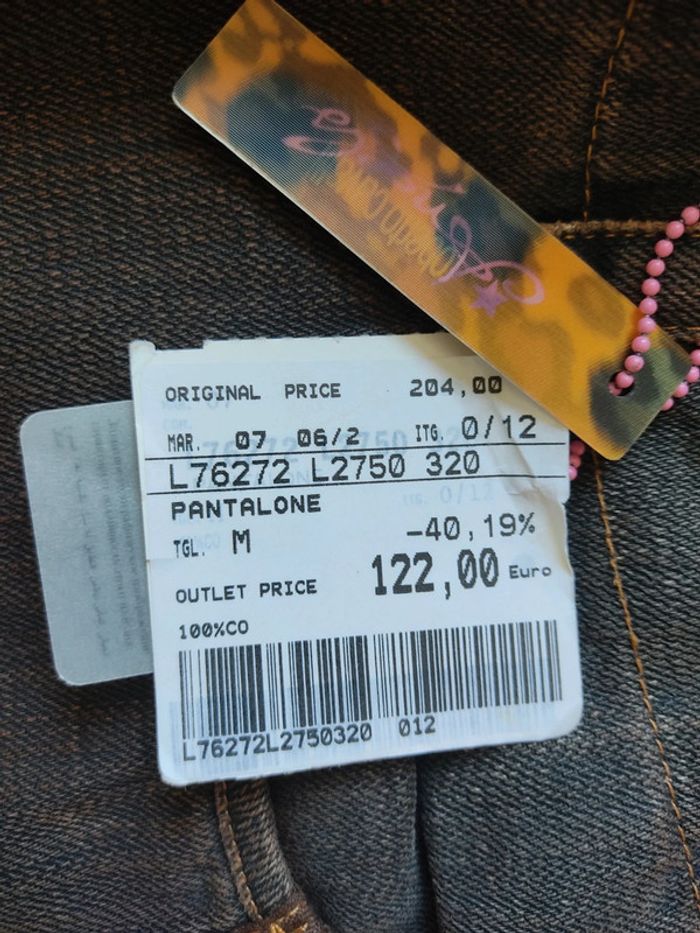 ORIGINAL PRICE 204,00
MAR. 07 06/2 ITG. 0/12
L76272 L2750 320
PANTALONE
TGL. M -40,19%
OUTLET PRICE 122,00 Euro
100%CO
L76272L2750320 012